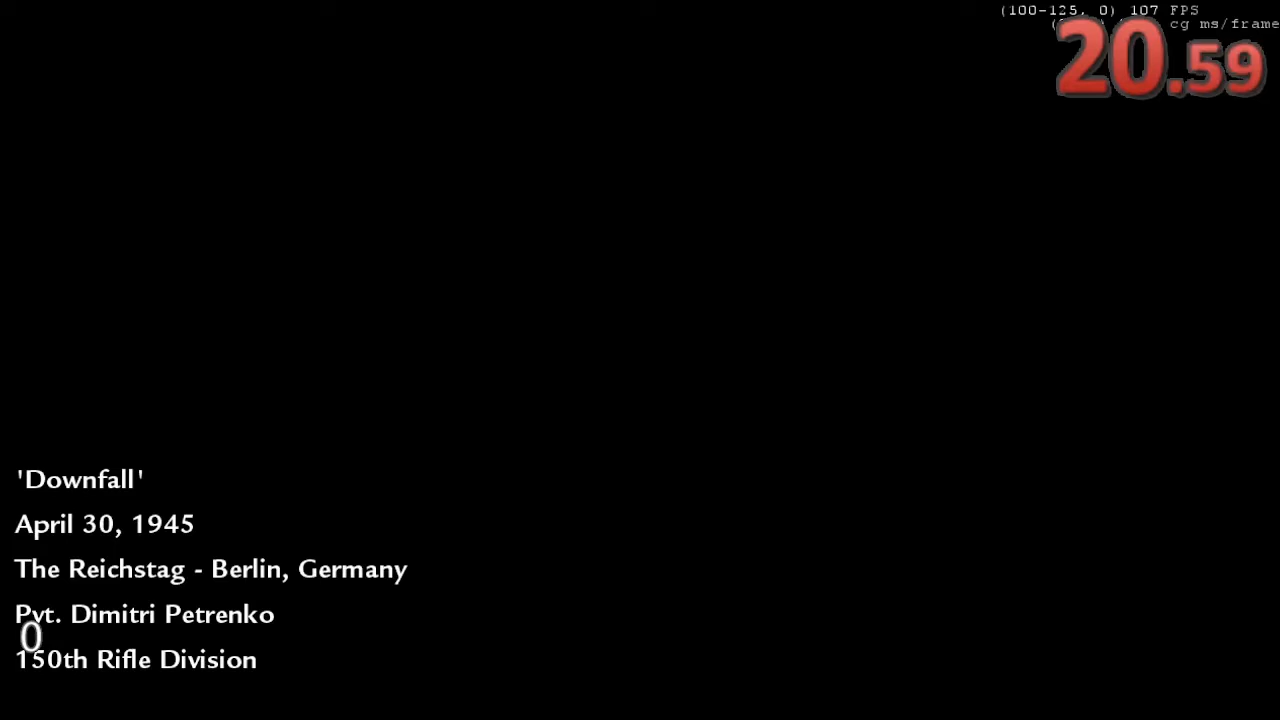 (100-125, 0) 107 FPS
cg ms/frame
20.59
'Downfall'
April 30, 1945
The Reichstag - Berlin, Germany
Pvt. Dimitri Petrenko
0
150th Rifle Division